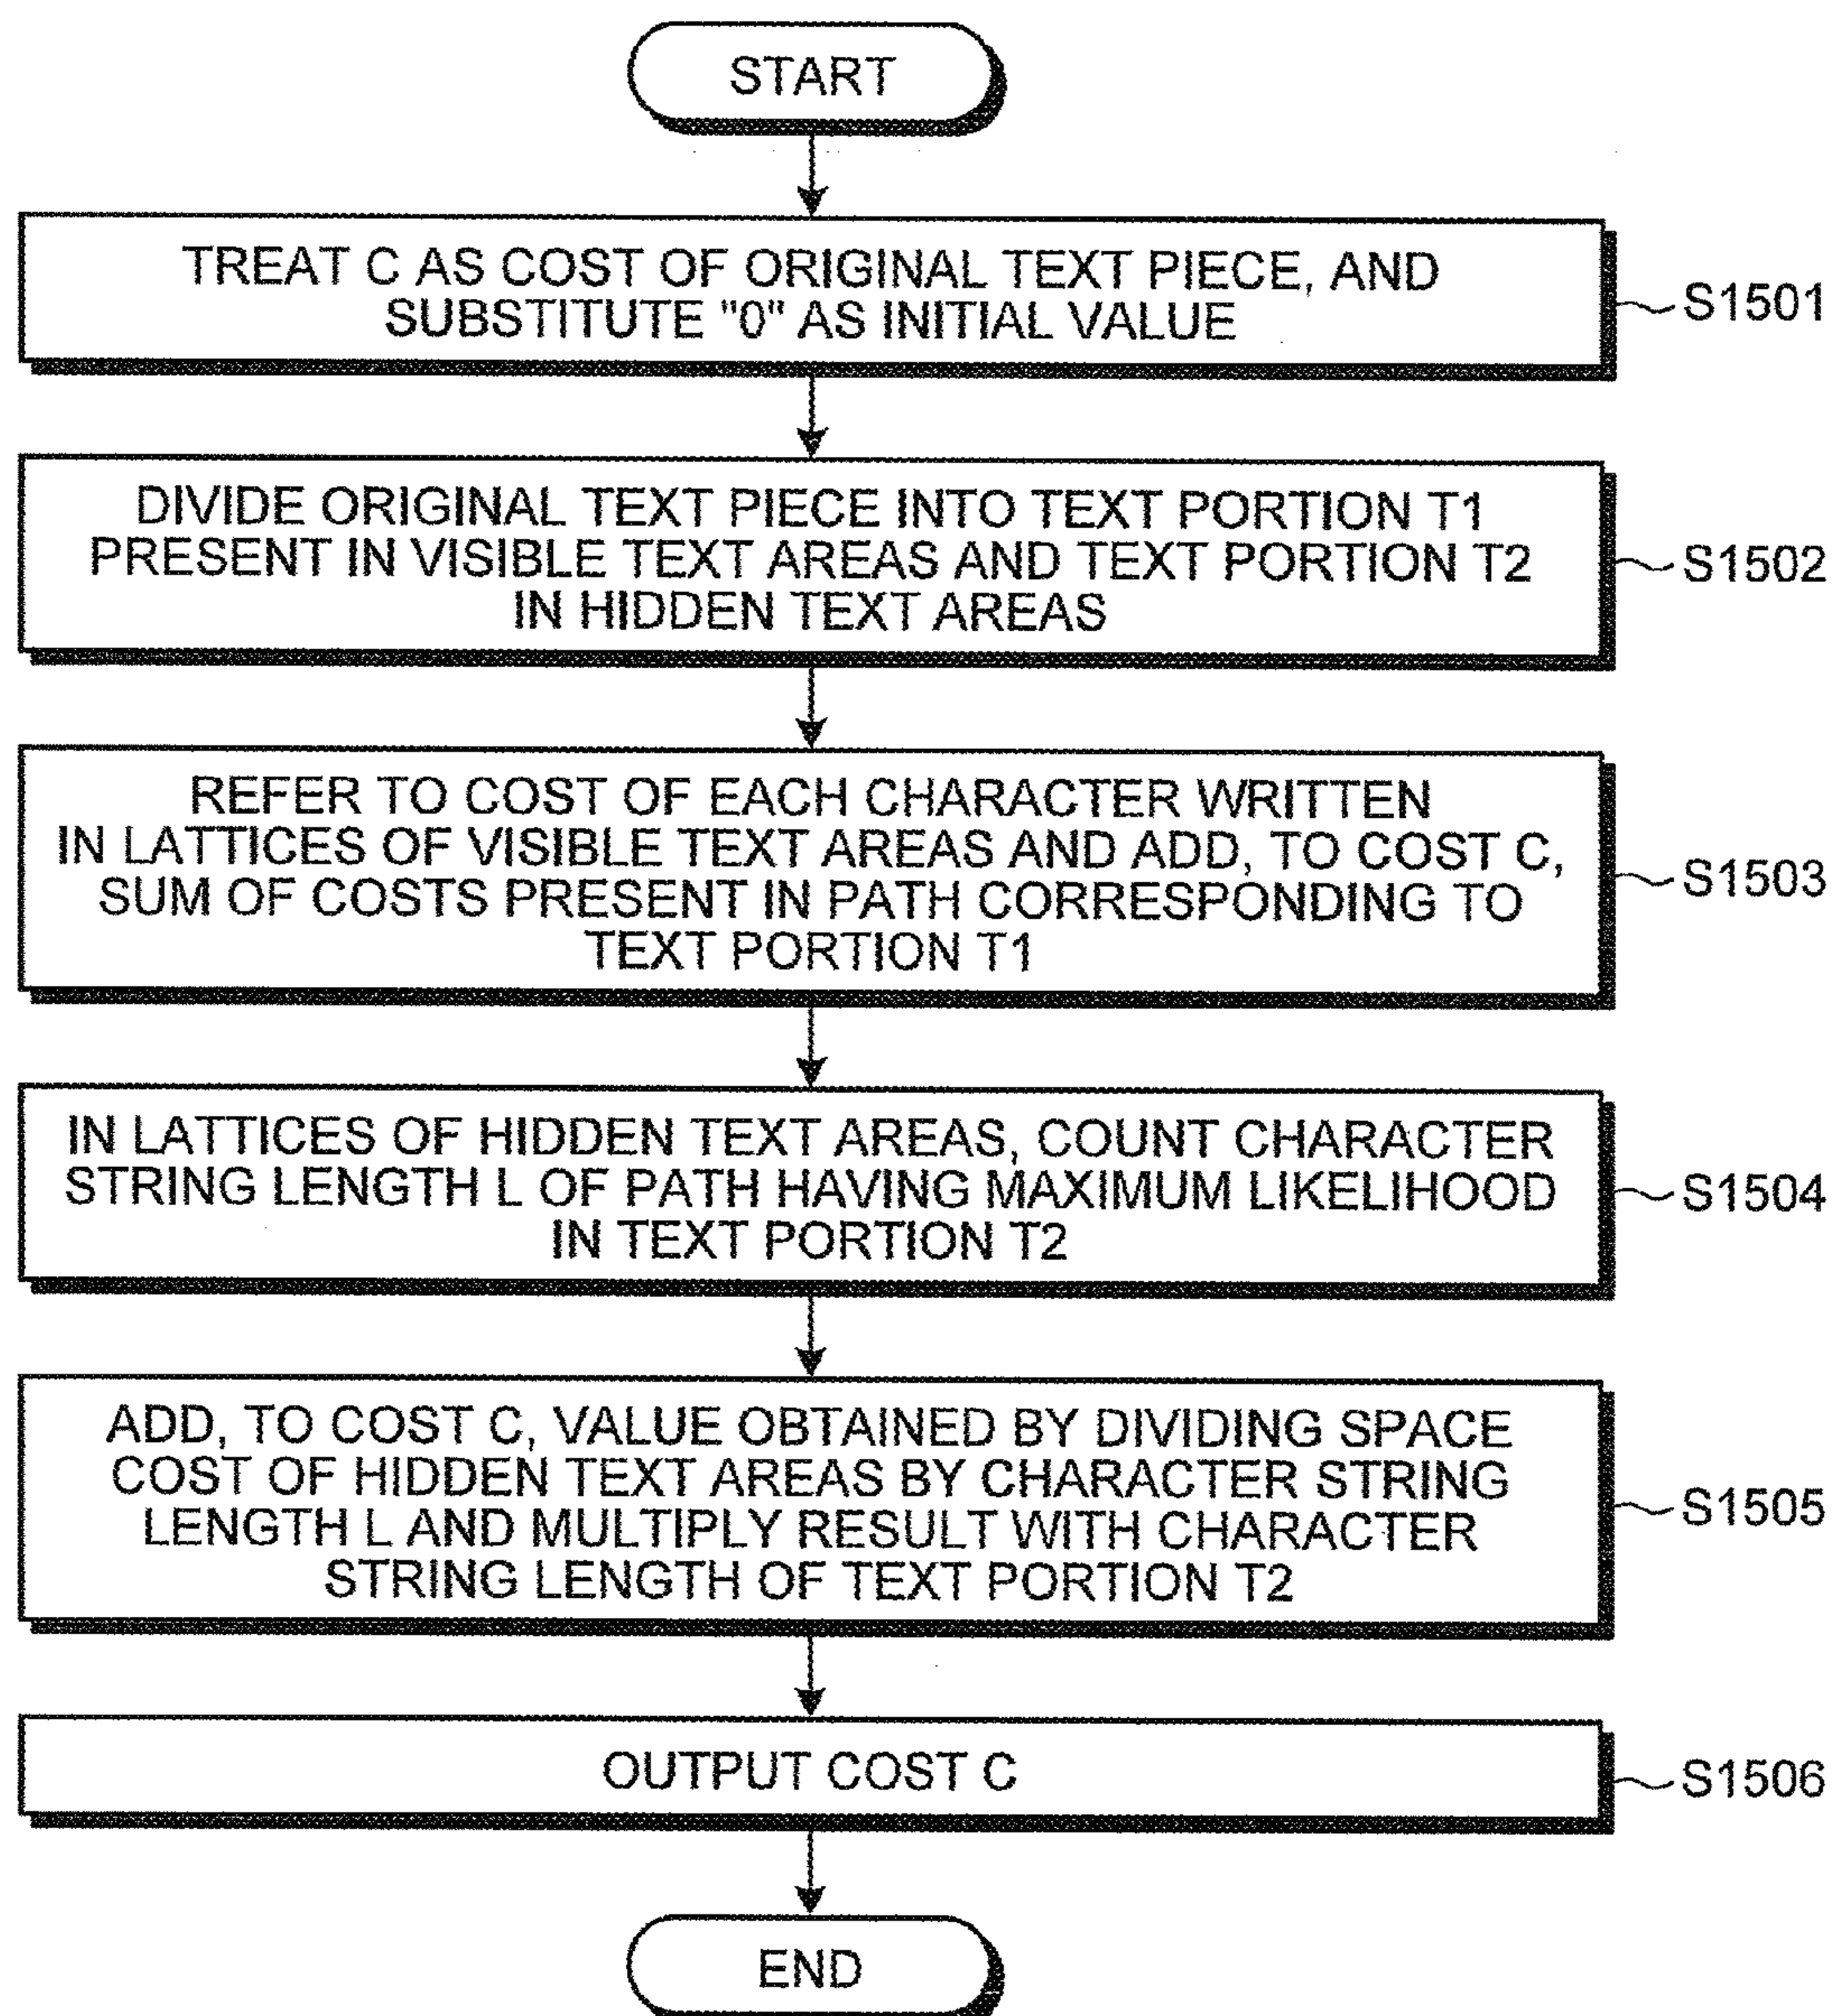 START
TREAT C AS COST OF ORIGINAL TEXT PIECE, AND
SUBSTITUTE "0" AS INITIAL VALUE
S1501
DIVIDE ORIGINAL TEXT PIECE INTO TEXT PORTION T1
PRESENT IN VISIBLE TEXT AREAS AND TEXT PORTION T2
IN HIDDEN TEXT AREAS
S1502
REFER TO COST OF EACH CHARACTER WRITTEN
IN LATTICES OF VISIBLE TEXT AREAS AND ADD, TO COST C,
SUM OF COSTS PRESENT IN PATH CORRESPONDING TO
TEXT PORTION T1
S1503
IN LATTICES OF HIDDEN TEXT AREAS, COUNT CHARACTER
STRING LENGTH L OF PATH HAVING MAXIMUM LIKELIHOOD
IN TEXT PORTION T2
S1504
ADD, TO COST C, VALUE OBTAINED BY DIVIDING SPACE
COST OF HIDDEN TEXT AREAS BY CHARACTER STRING
LENGTH L AND MULTIPLY RESULT WITH CHARACTER
STRING LENGTH OF TEXT PORTION T2
S1505
OUTPUT COST C
S1506
END